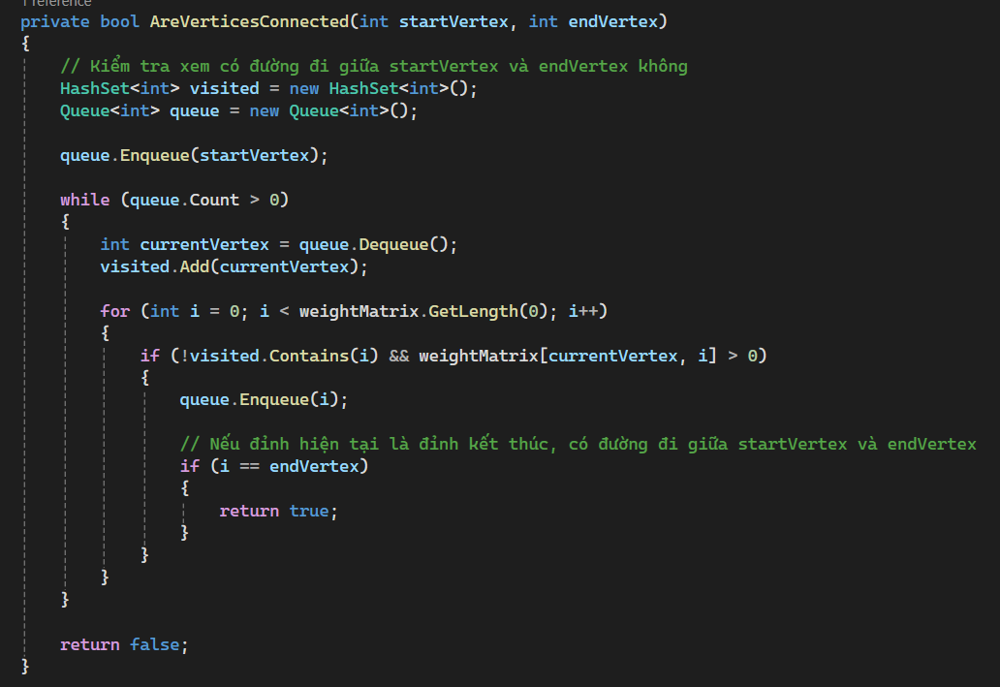 1 reference
private bool AreVerticesConnected(int startVertex, int endVertex)
{
// Kiểm tra xem có đường đi giữa startVertex và endVertex không
HashSet<int> visited = new HashSet<int>();
Queue<int> queue = new Queue<int>();
queue.Enqueue(startVertex);
while (queue.Count > 0)
{
int currentVertex = queue.Dequeue();
visited.Add(currentVertex);
for (int i = 0; i < weightMatrix.GetLength(0); i++)
{
if (!visited.Contains(i) && weightMatrix[currentVertex, i] > 0)
{
queue.Enqueue(i);
// Nếu đỉnh hiện tại là đỉnh kết thúc, có đường đi giữa startVertex và endVertex
if (i == endVertex)
{
return true;
}
}
}
}
return false;
}